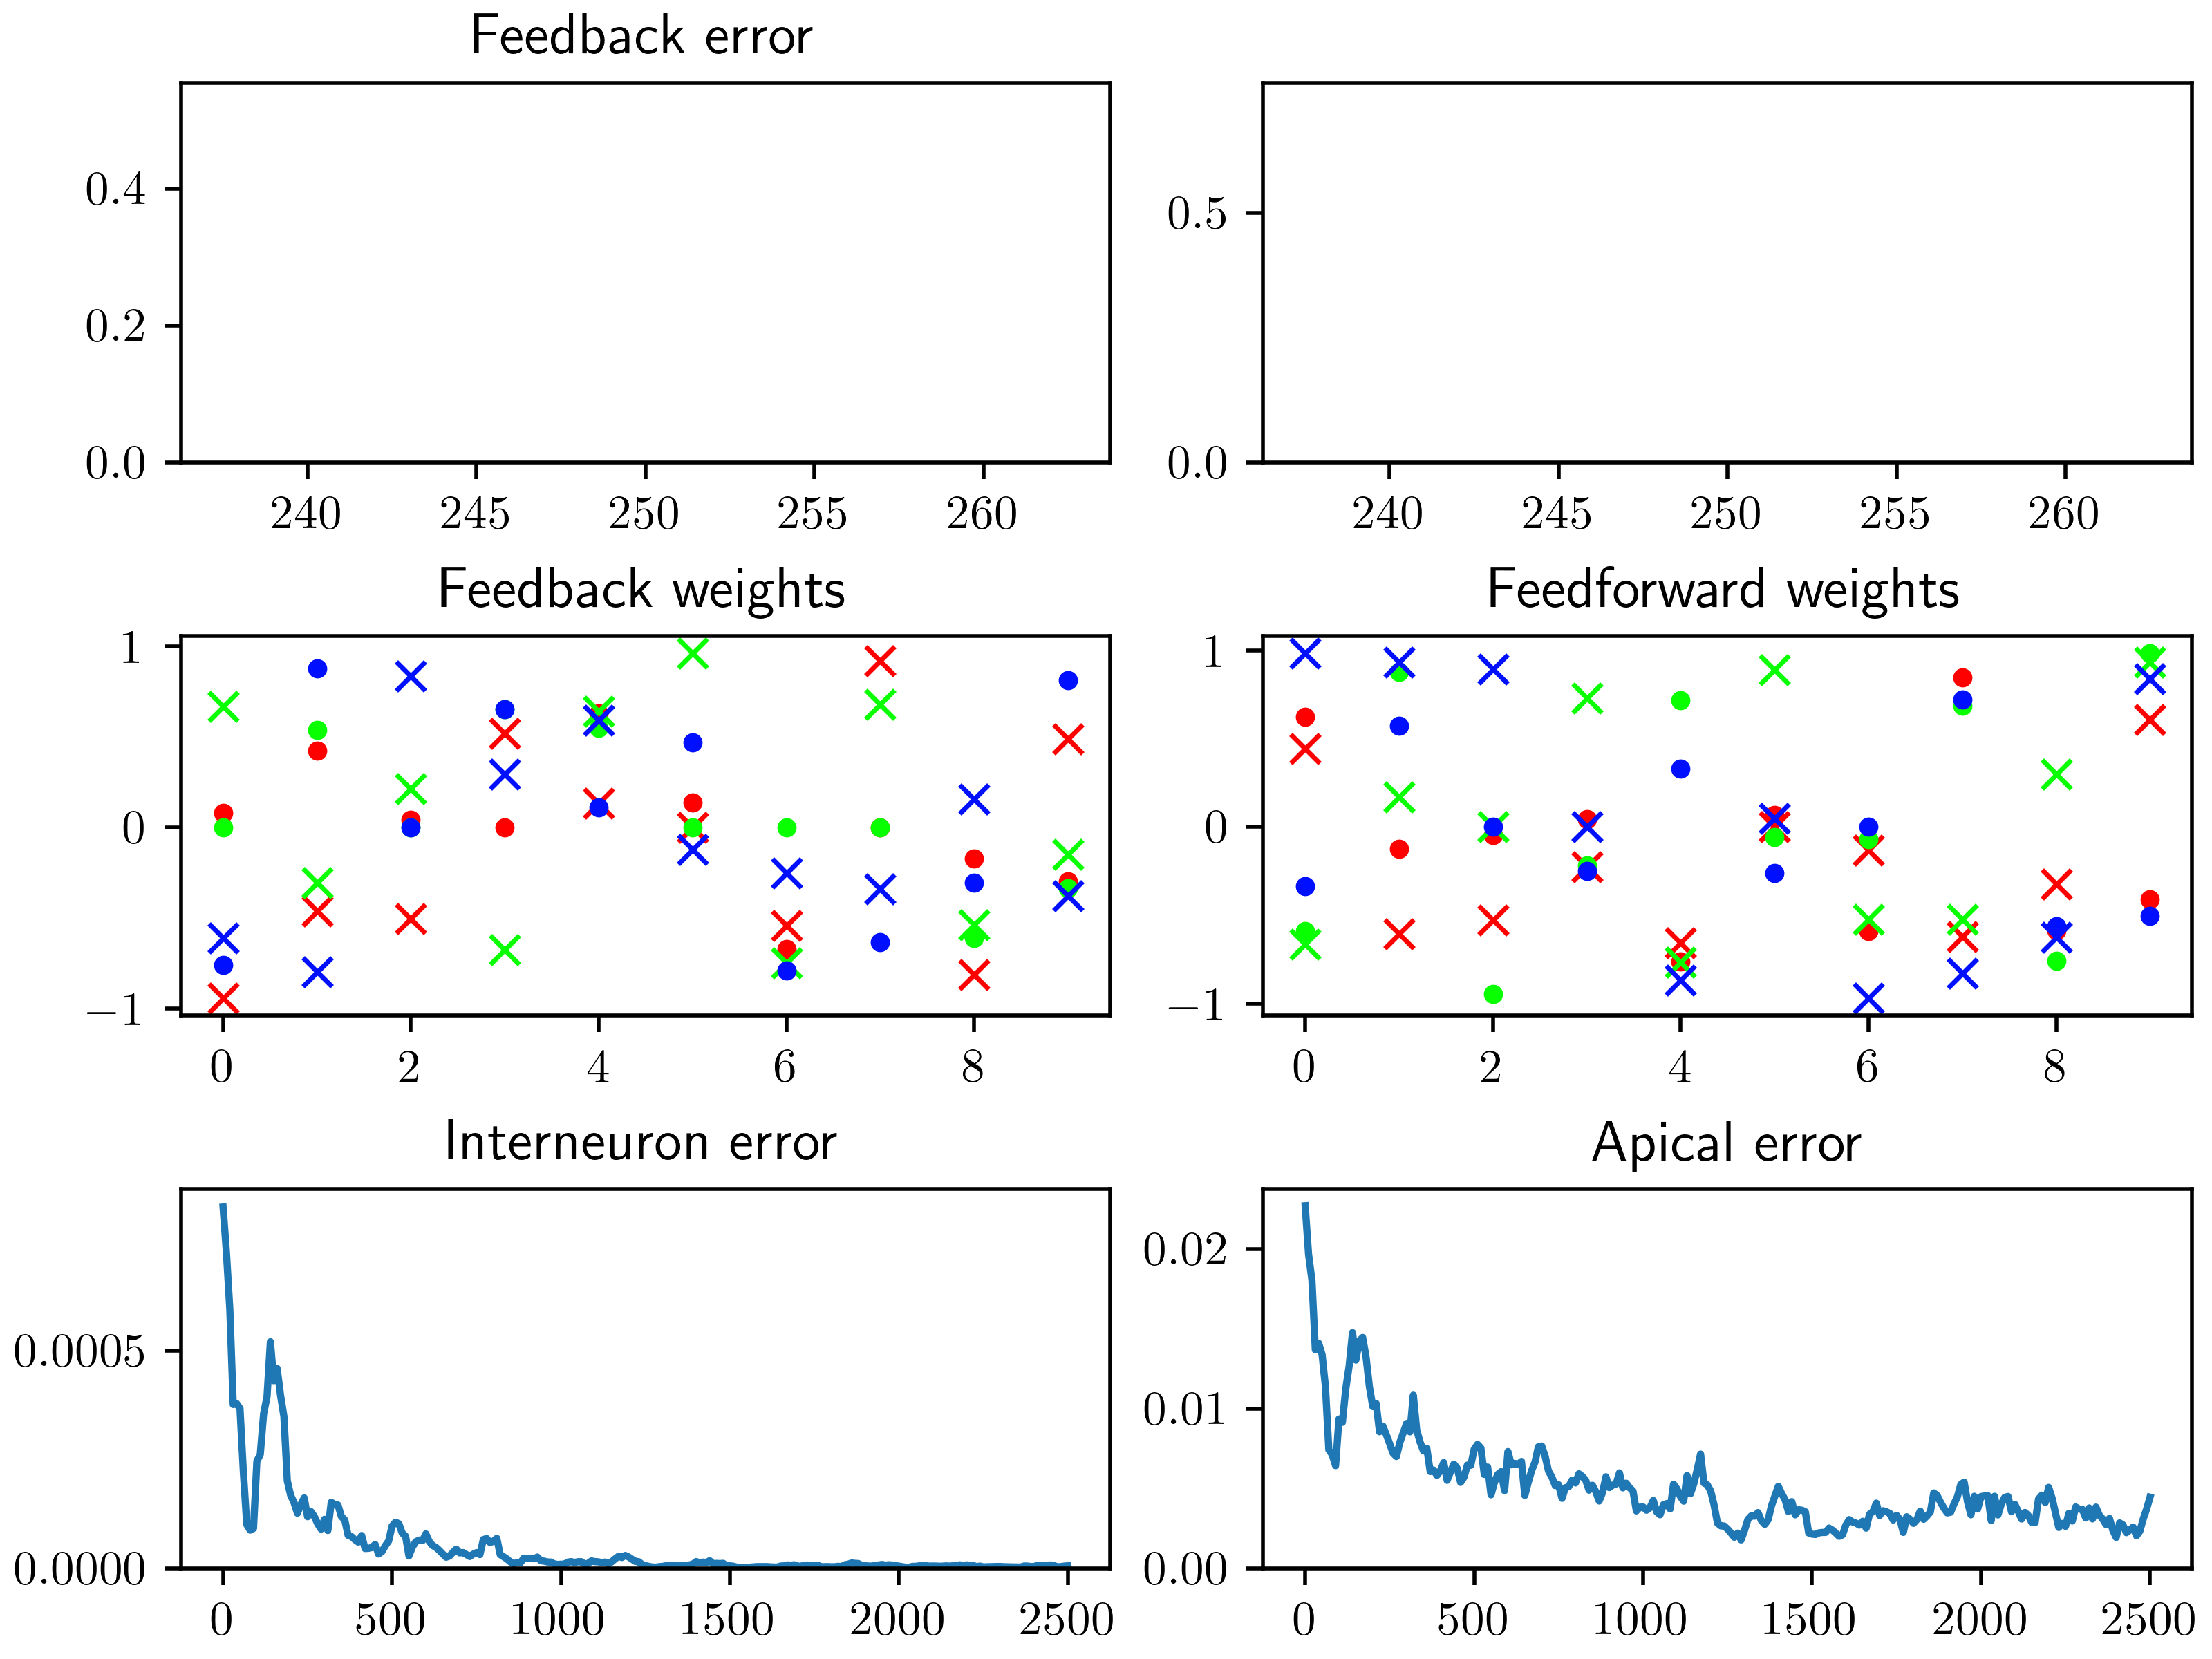 Feedback error
0.4
0.2
0.0
240 245 250 255 260
0.5
0.0
240 245 250 255 260
Feedback weights
1
0
−1
0 2 4 6 8
Feedforward weights
1
0
−1
0 2 4 6 8
Interneuron error
0.0005
0.0000
0 500 1000 1500 2000 2500
Apical error
0.02
0.01
0.00
0 500 1000 1500 2000 2500